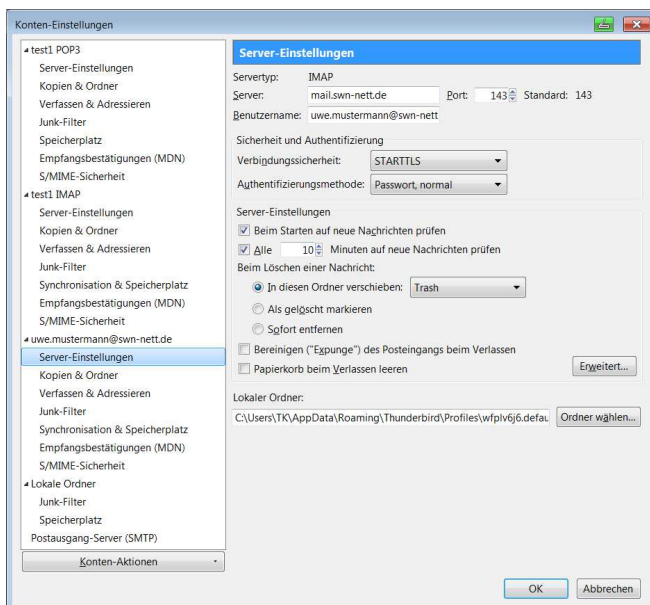 Konten-Einstellungen
test1 POP3
Server-Einstellungen
Kopien & Ordner
Verfassen & Adressieren
Junk-Filter
Speicherplatz
Empfangsbestätigungen (MDN)
S/MIME-Sicherheit
test1 IMAP
Server-Einstellungen
Kopien & Ordner
Verfassen & Adressieren
Junk-Filter
Synchronisation & Speicherplatz
Empfangsbestätigungen (MDN)
S/MIME-Sicherheit
uwe.mustermann@swn-nett.de
Server-Einstellungen
Kopien & Ordner
Verfassen & Adressieren
Junk-Filter
Synchronisation & Speicherplatz
Empfangsbestätigungen (MDN)
S/MIME-Sicherheit
Lokale Ordner
Junk-Filter
Speicherplatz
Postausgang-Server (SMTP)
Konten-Aktionen
Server-Einstellungen
Servertyp: IMAP
Server: mail.swn-nett.de Port: 143 Standard: 143
Benutzername: uwe.mustermann@swn-nett
Sicherheit und Authentifizierung
Verbindungssicherheit: STARTTLS
Authentifizierungsmethode: Passwort, normal
Server-Einstellungen
Beim Starten auf neue Nachrichten prüfen
Alle 10 Minuten auf neue Nachrichten prüfen
Beim Löschen einer Nachricht:
In diesen Ordner verschieben: Trash
Als gelöscht markieren
Sofort entfernen
Bereinigen ("Expunge") des Posteingangs beim Verlassen
Papierkorb beim Verlassen leeren Erweitert...
Lokaler Ordner:
C:\Users\TK\AppData\Roaming\Thunderbird\Profiles\wfplv6j6.defau Ordner wählen...
OK Abbrechen